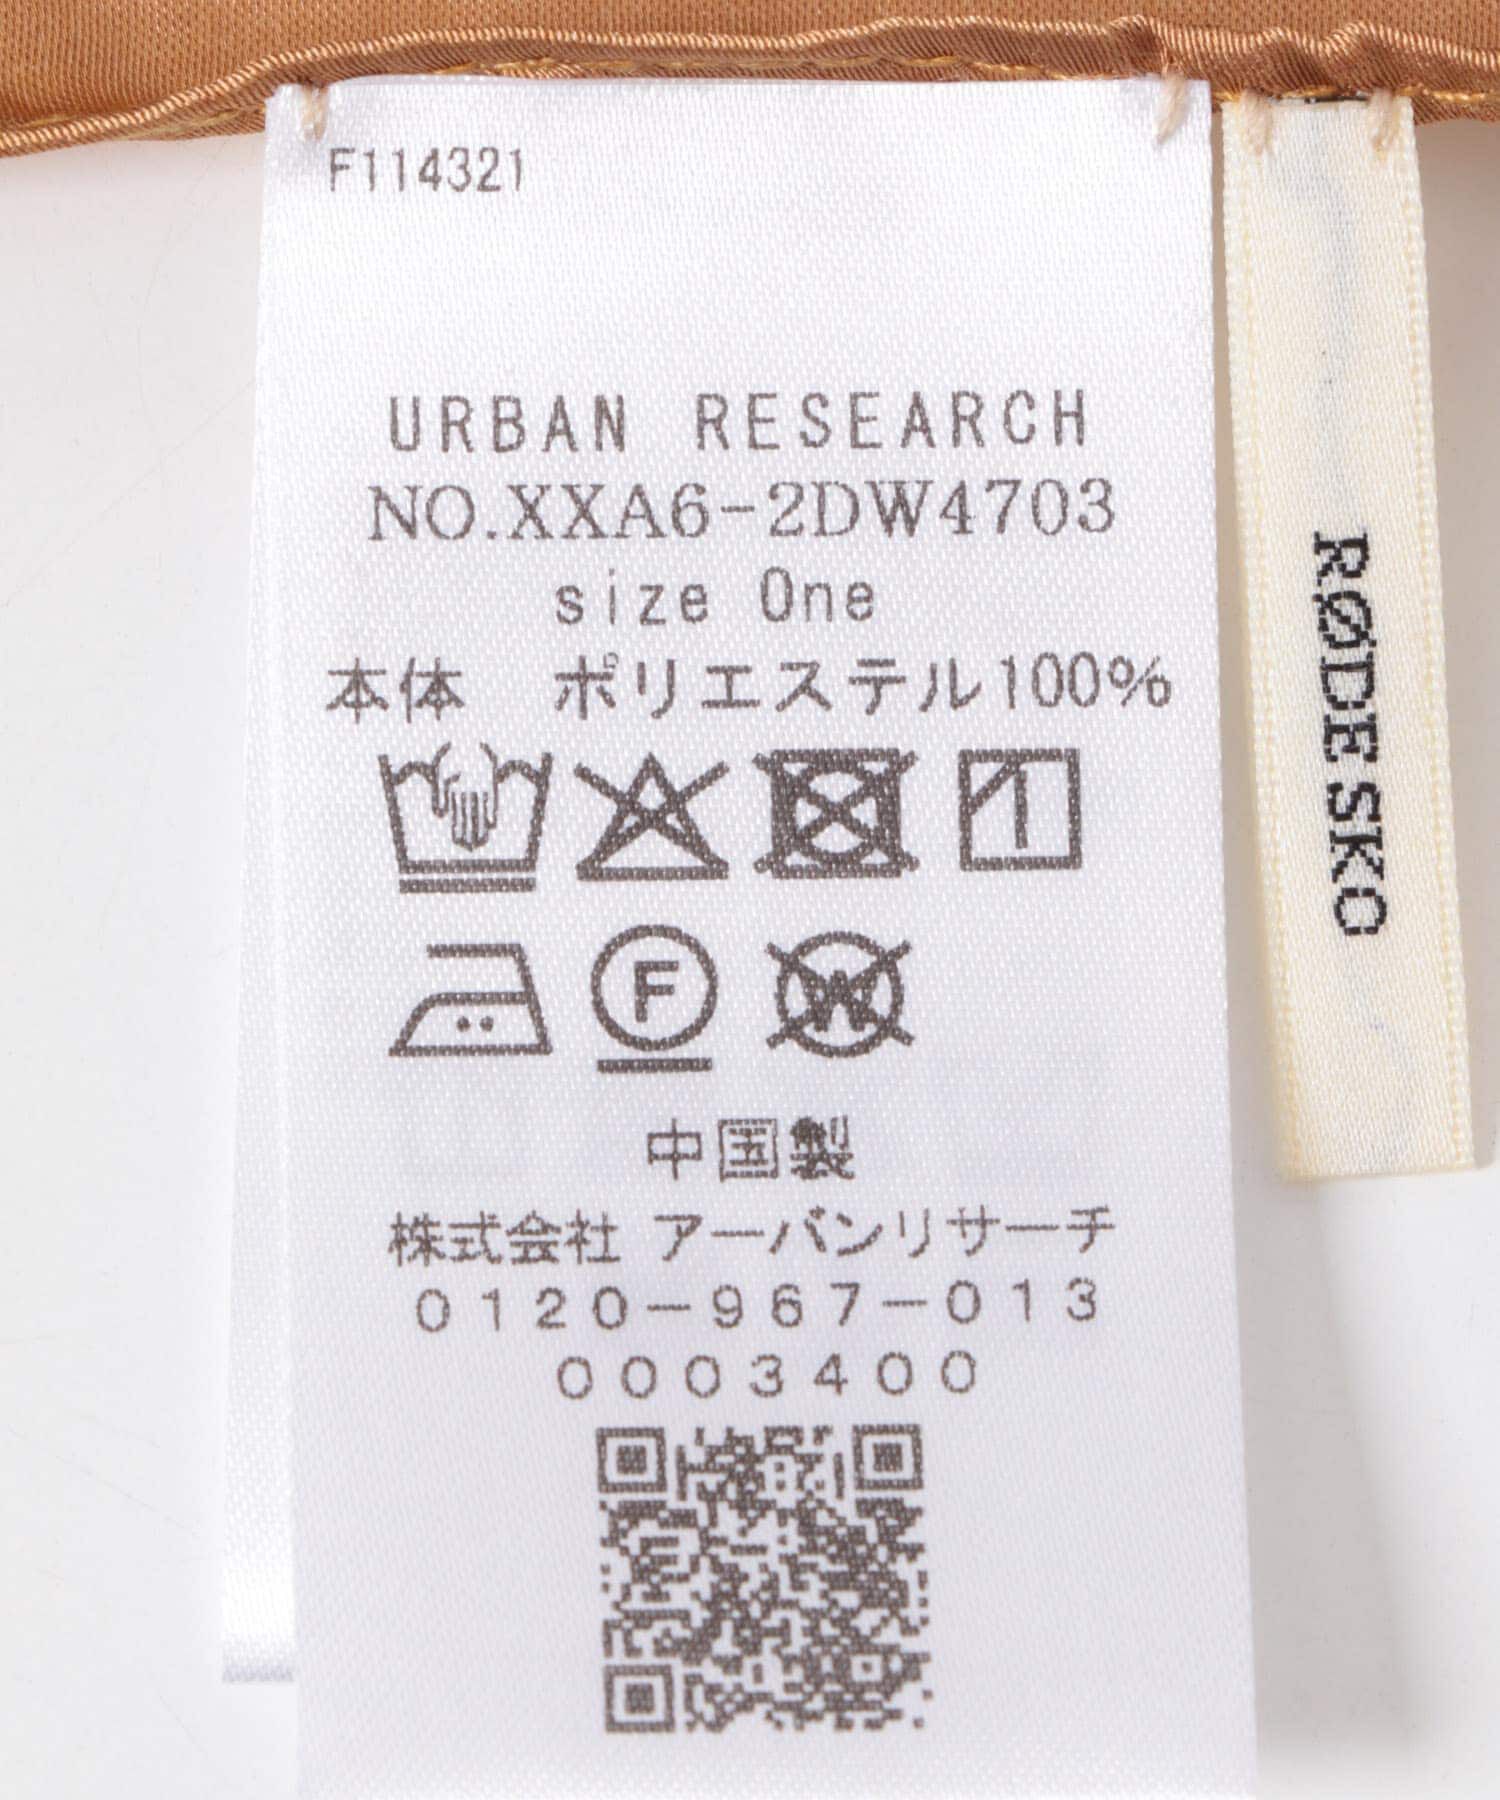 F114321
URBAN RESEARCH
NO.XXA6-2DW4703
size One
本体　ポリエステル100%
F
W
中国製
株式会社 アーバンリサーチ
0120-967-013
0003400
RØDE SKO